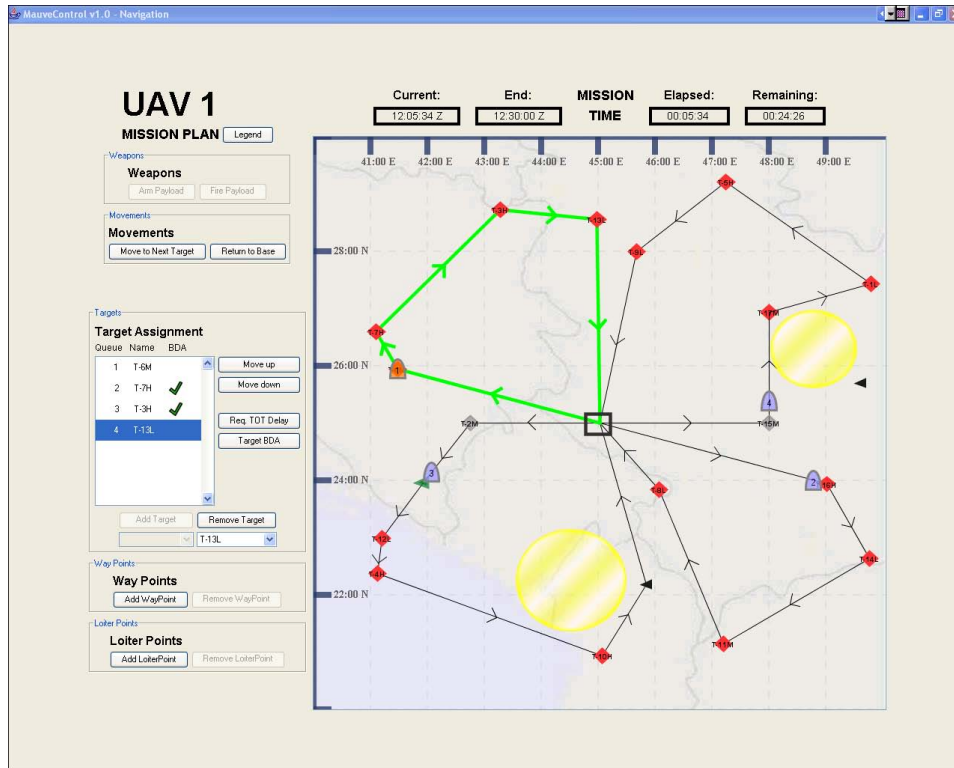 MauveControl v1.0 - Navigation
UAV 1
MISSION PLAN Legend
Current: End: MISSION TIME Elapsed: Remaining:
12:05:34 Z 12:30:00 Z 00:05:34 00:24:26
Weapons
Weapons
Arm Payload Fire Payload
Movements
Movements
Move to Next Target Return to Base
Targets
Target Assignment
Queue Name BDA
1 T-6M
2 T-7H
3 T-3H
4 T-13L
Move up
Move down
Req. TOT Delay
Target BDA
Add Target Remove Target
T-13L
Way Points
Way Points
Add WayPoint Remove WayPoint
Loiter Points
Loiter Points
Add LoiterPoint Remove LoiterPoint
41:00 E 42:00 E 43:00 E 44:00 E 45:00 E 46:00 E 47:00 E 48:00 E 49:00 E
T-5H
T-3H
T-13L
28:00 N
T-9L
T-1L
T-17M
T-7H
26:00 N
1
4
T-2M
T-15M
3
24:00 N
T-8L
2
16H
T-12L
T-14L
T-4H
22:00 N
T-11M
T-10H